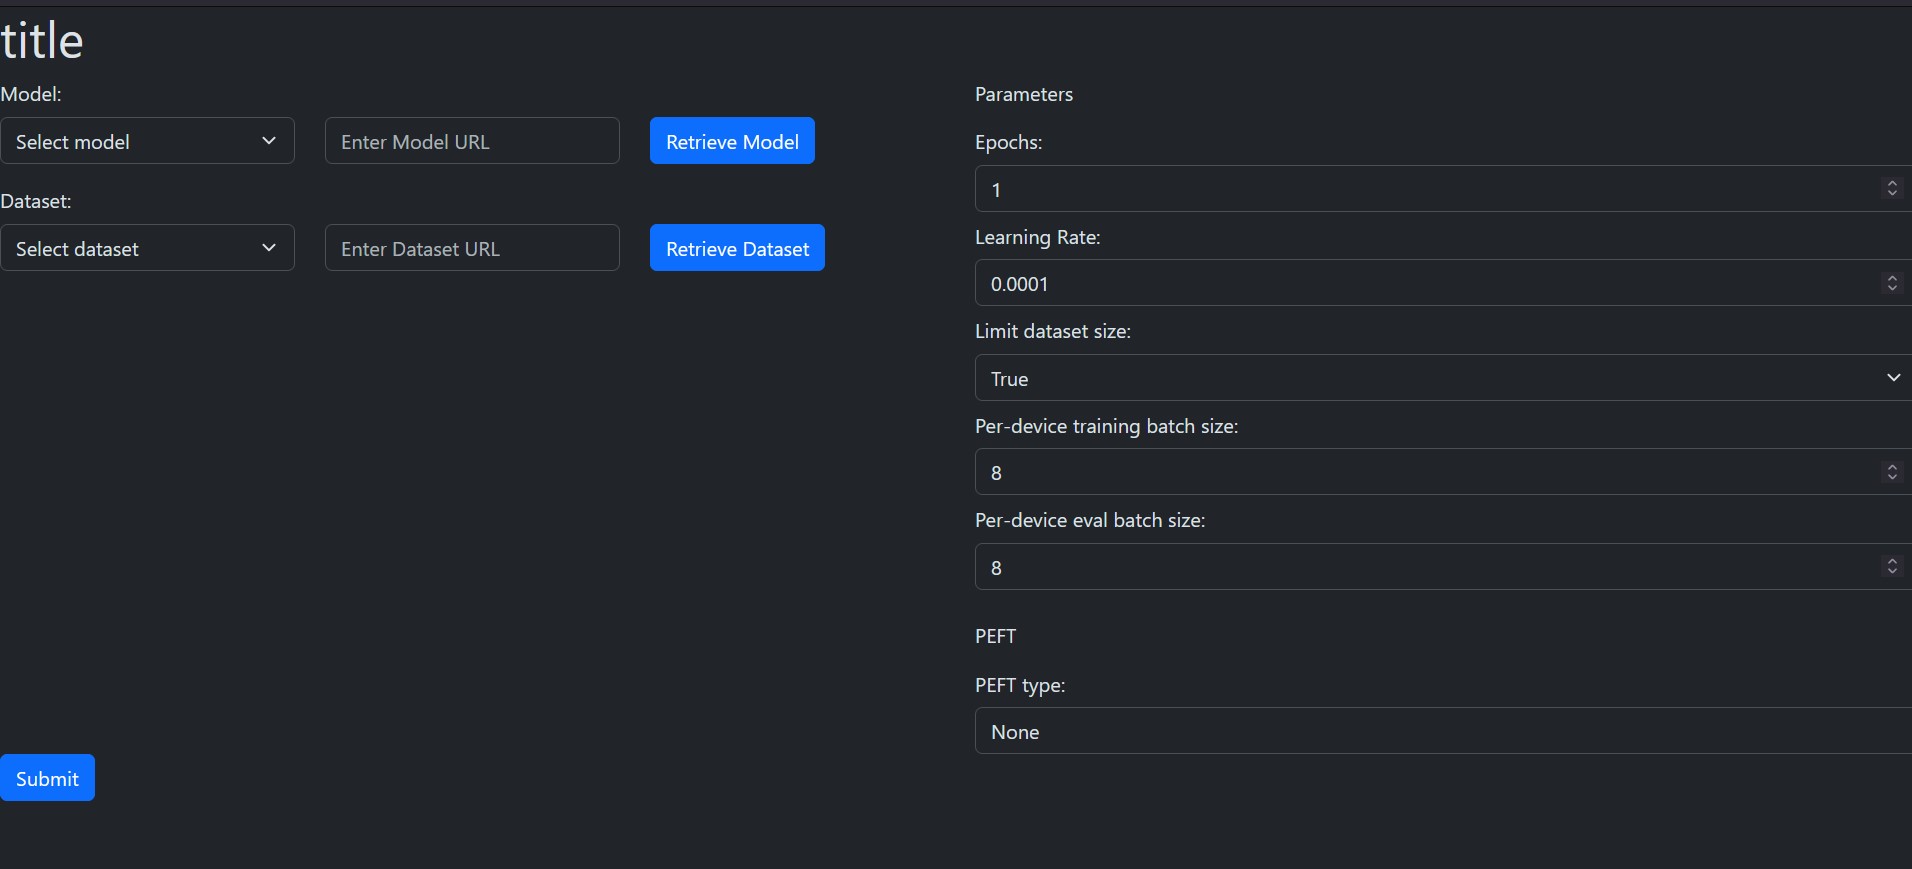 title
Model:
Select model
Enter Model URL
Retrieve Model
Dataset:
Select dataset
Enter Dataset URL
Retrieve Dataset
Submit
Parameters
Epochs:
1
Learning Rate:
0.0001
Limit dataset size:
True
Per-device training batch size:
8
Per-device eval batch size:
8
PEFT
PEFT type:
None